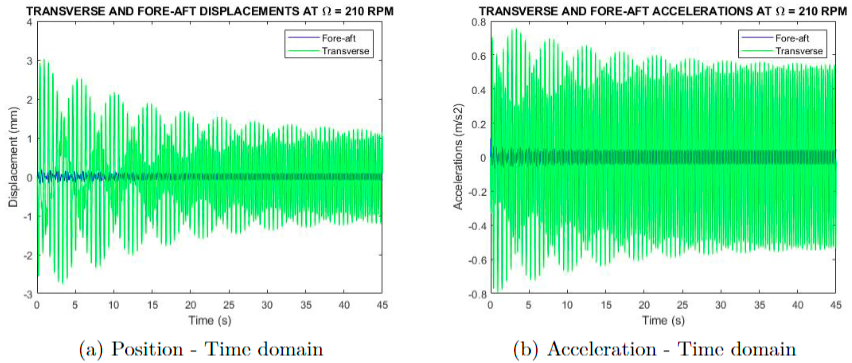 TRANSVERSE AND FORE-AFT DISPLACEMENTS AT Ω = 210 RPM
4
3
2
1
0
-1
-2
-3
Displacement (mm)
Fore-aft
Transverse
0 5 10 15 20 25 30 35 40 45
Time (s)
(a) Position - Time domain
TRANSVERSE AND FORE-AFT ACCELERATIONS AT Ω = 210 RPM
0.8
0.6
0.4
0.2
0
-0.2
-0.4
-0.6
-0.8
Accelerations (m/s2)
Fore-aft
Transverse
0 5 10 15 20 25 30 35 40 45
Time (s)
(b) Acceleration - Time domain